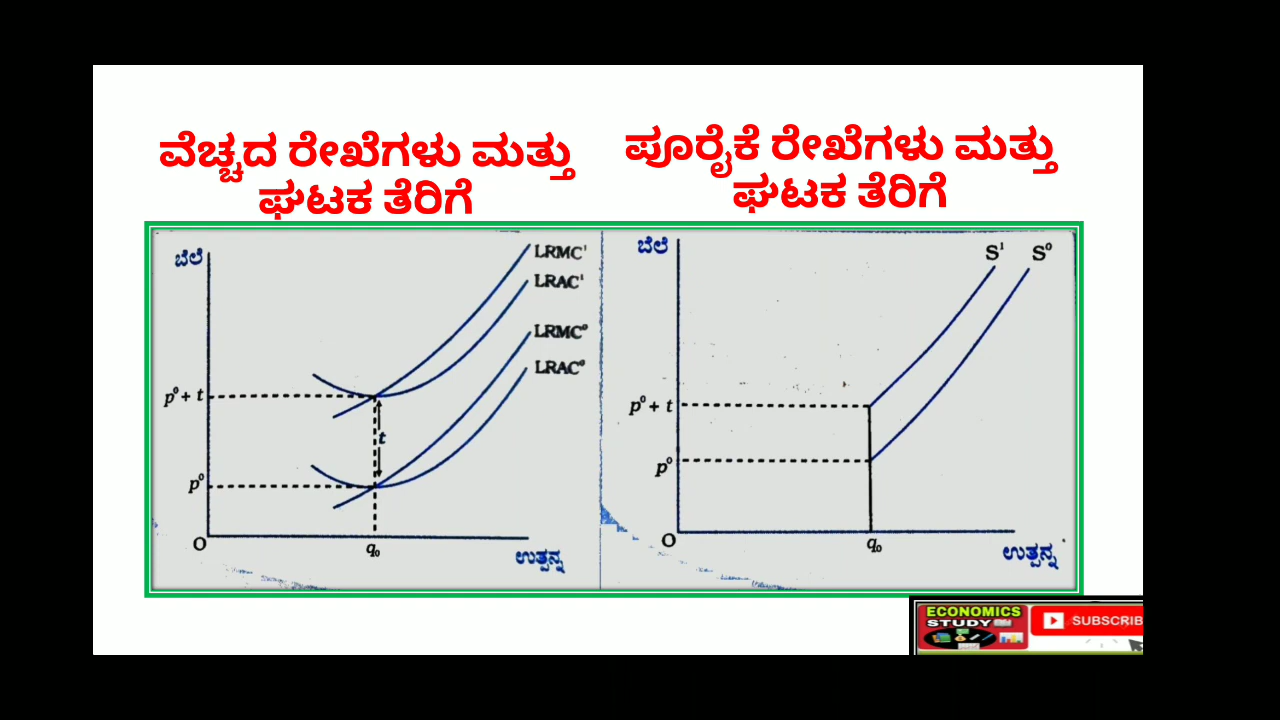 ವೆಚ್ಚದ ರೇಖೆಗಳು ಮತ್ತು
ಘಟಕ ತೆರಿಗೆ
ಪೂರೈಕೆ ರೇಖೆಗಳು ಮತ್ತು
ಘಟಕ ತೆರಿಗೆ
ಬೆಲೆ
LRMC¹
LRAC¹
LRMC⁰
LRAC⁰
p⁰ + t
t
p⁰
O
q₀
ಉತ್ಪನ್ನ
ಬೆಲೆ
S¹
S⁰
p⁰ + t
p⁰
O
q₀
ಉತ್ಪನ್ನ
ECONOMICS
STUDY
SUBSCRIB